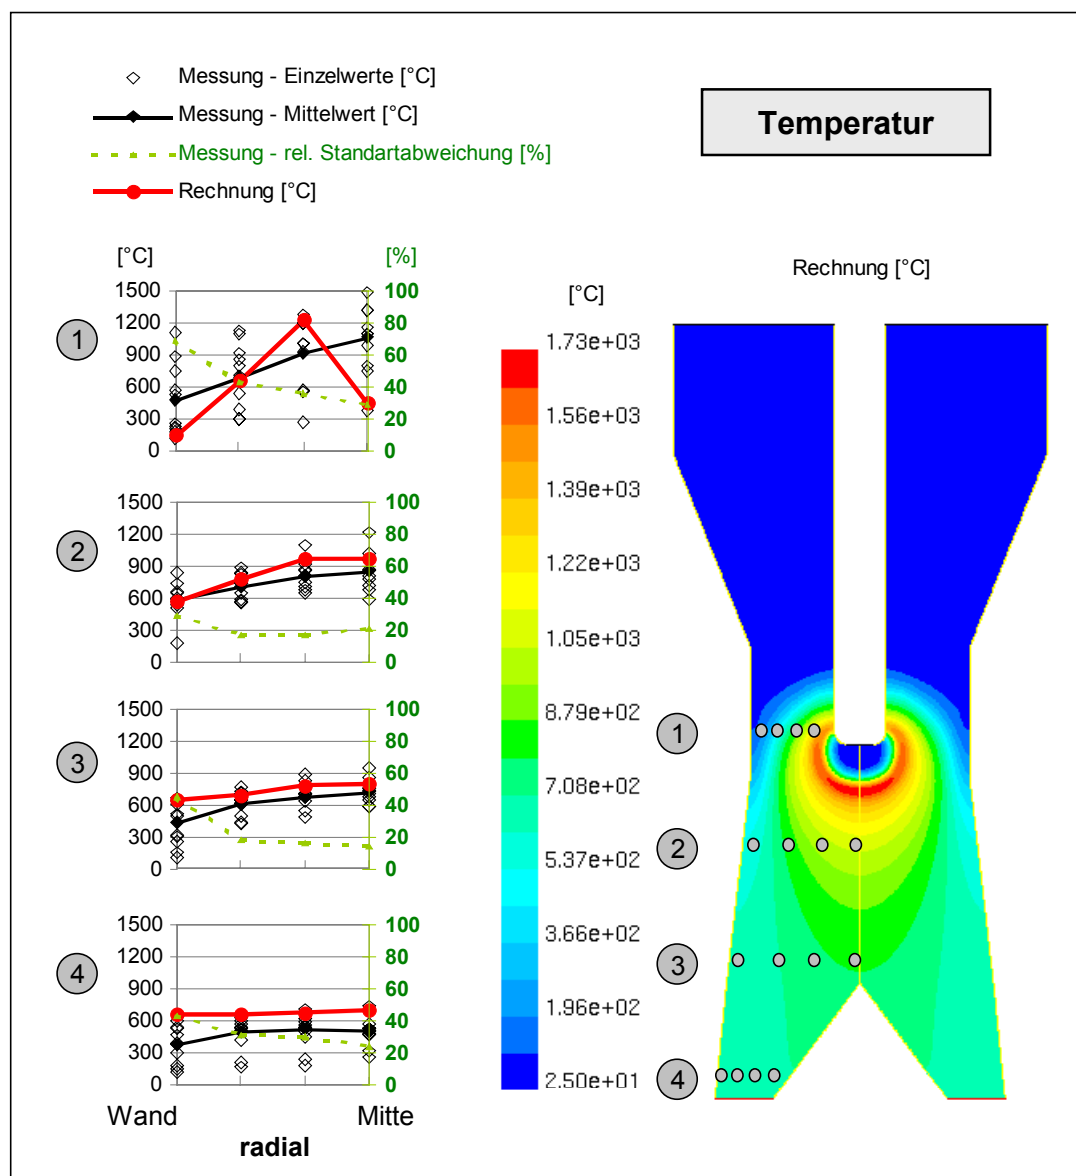 Messung - Einzelwerte [°C]
Messung - Mittelwert [°C]
Messung - rel. Standartabweichung [%]
Rechnung [°C]
Temperatur
[°C]
[%]
1
1500
1200
900
600
300
0
100
80
60
40
20
0
2
1500
1200
900
600
300
0
100
80
60
40
20
0
3
1500
1200
900
600
300
0
100
80
60
40
20
0
4
1500
1200
900
600
300
0
100
80
60
40
20
0
Wand
Mitte
radial
Rechnung [°C]
[°C]
1.73e+03
1.56e+03
1.39e+03
1.22e+03
1.05e+03
8.79e+02
7.08e+02
5.37e+02
3.66e+02
1.96e+02
2.50e+01
1
2
3
4